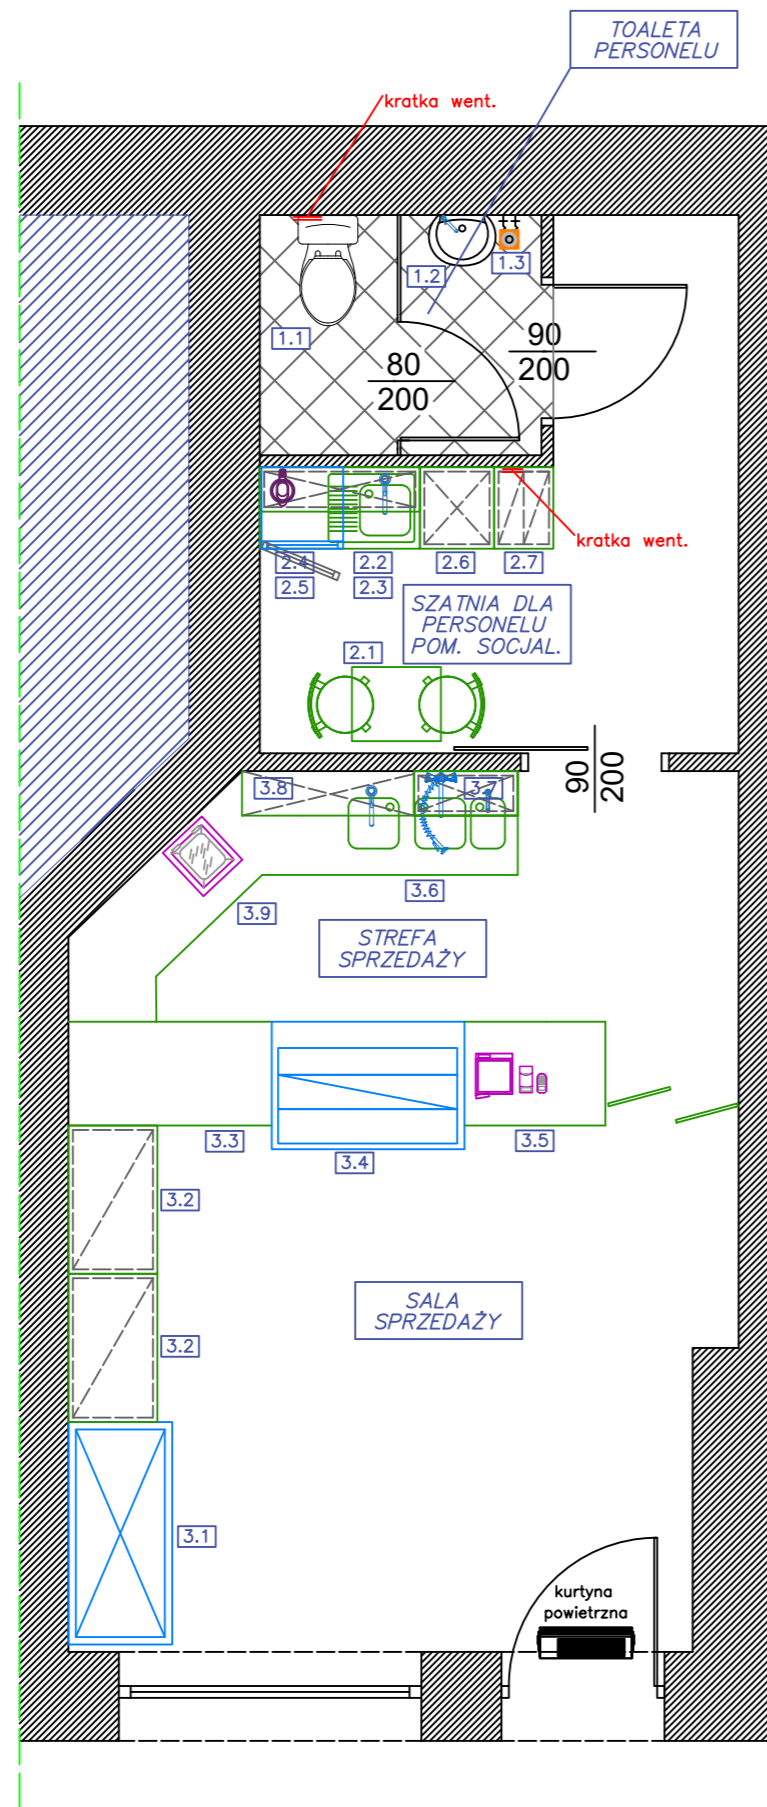 TOALETA
PERSONELU
kratka went.
1.2
1.3
1.1
90
200
80
200
kratka went.
2.4
2.5
2.2
2.3
2.6
2.7
SZATNIA DLA
PERSONELU
POM. SOCJAL.
2.1
90
200
3.8
3.7
3.6
3.9
STREFA
SPRZEDAŻY
3.3
3.4
3.5
3.2
SALA
SPRZEDAŻY
3.2
3.1
kurtyna
powietrzna